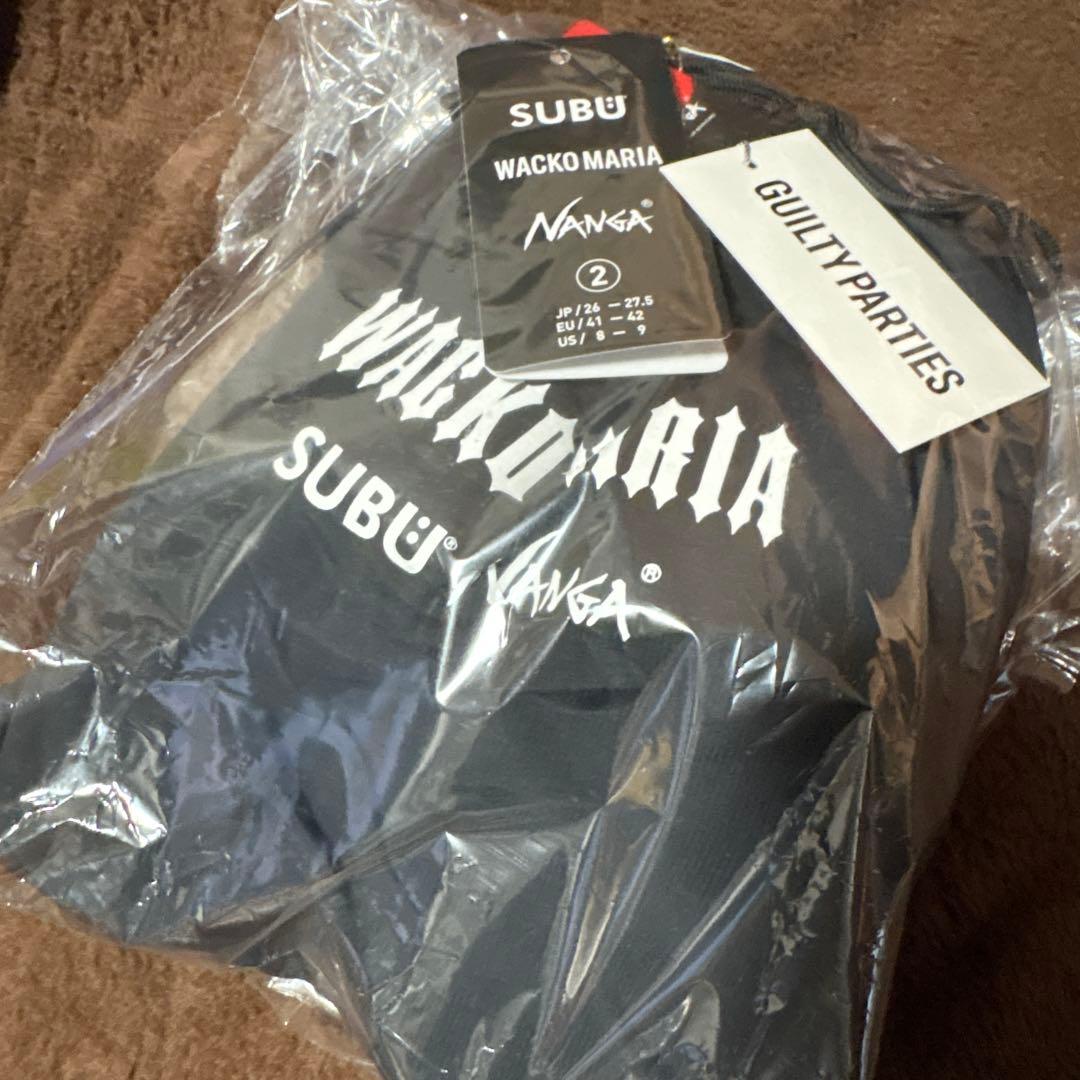 SUBU
WACKO MARIA
NANGA®
2
JP / 26 — 27.5
EU / 41 — 42
US / 8 — 9
GUILTY PARTIES
WACKO
RIA
SUBU®
NANGA®